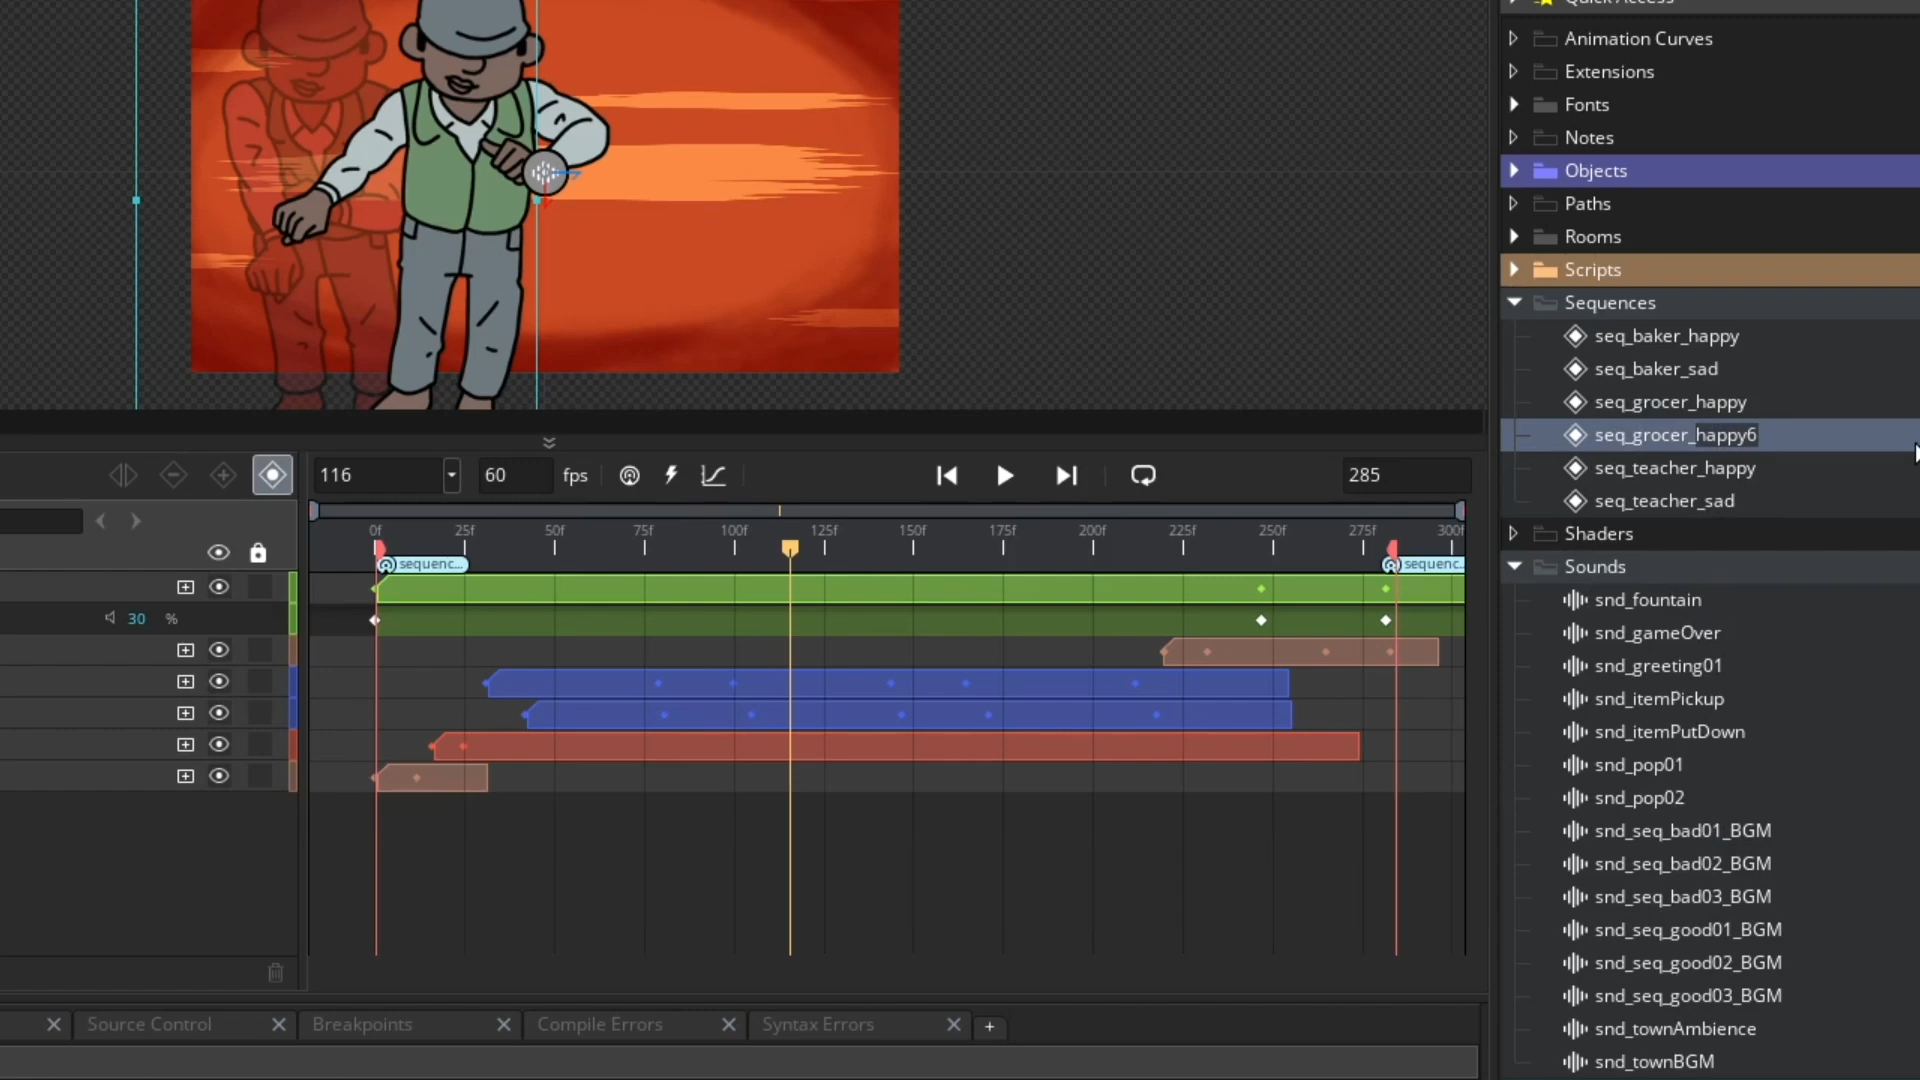 Quick Access
Animation Curves
Extensions
Fonts
Notes
Objects
Paths
Rooms
Scripts
Sequences
seq_baker_happy
seq_baker_sad
seq_grocer_happy
seq_grocer_happy6
seq_teacher_happy
seq_teacher_sad
Shaders
Sounds
snd_fountain
snd_gameOver
snd_greeting01
snd_itemPickup
snd_itemPutDown
snd_pop01
snd_pop02
snd_seq_bad01_BGM
snd_seq_bad02_BGM
snd_seq_bad03_BGM
snd_seq_good01_BGM
snd_seq_good02_BGM
snd_seq_good03_BGM
snd_townAmbience
snd_townBGM
116 60 fps 285
0f 25f 50f 75f 100f 125f 150f 175f 200f 225f 250f 275f 300f
sequenc... sequenc...
30 %
Source Control Breakpoints Compile Errors Syntax Errors +